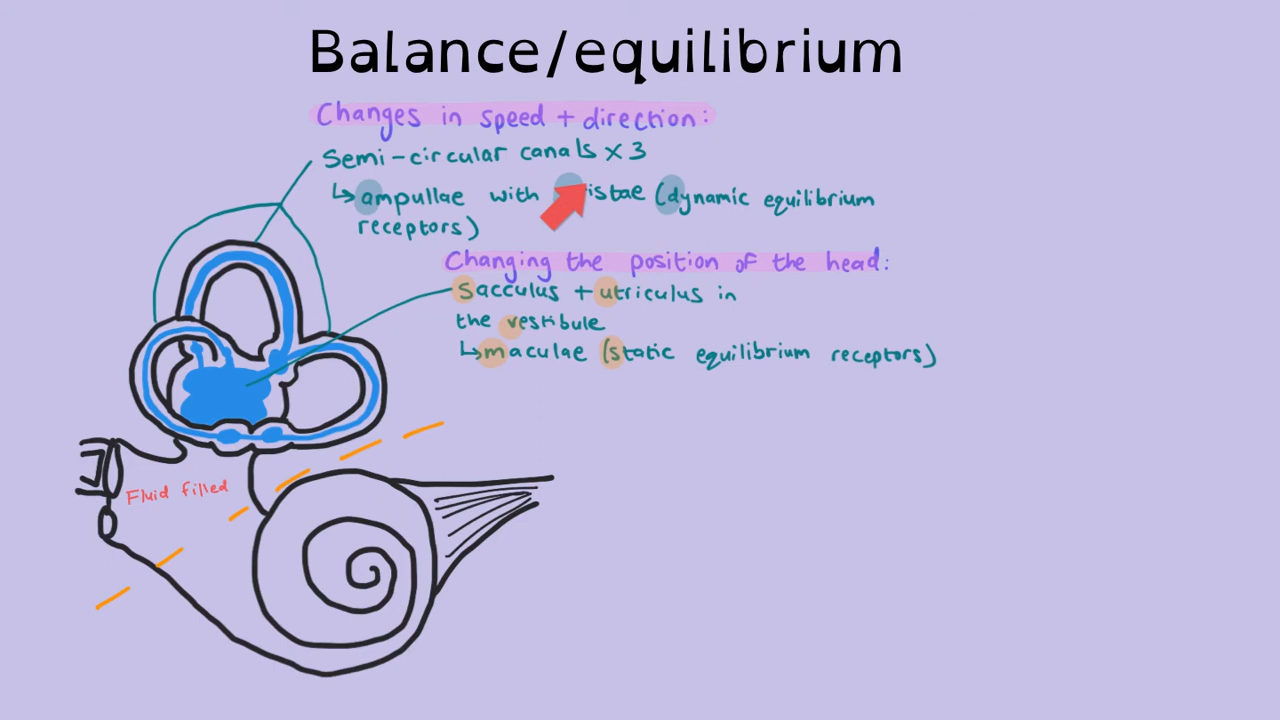 Balance/equilibrium
Changes in speed + direction:
Semi-circular canals x 3
↳ ampullae with istae (dynamic equilibrium
receptors)
Changing the position of the head:
Sacculus + utriculus in
the vestibule
↳ maculae (static equilibrium receptors)
Fluid filled